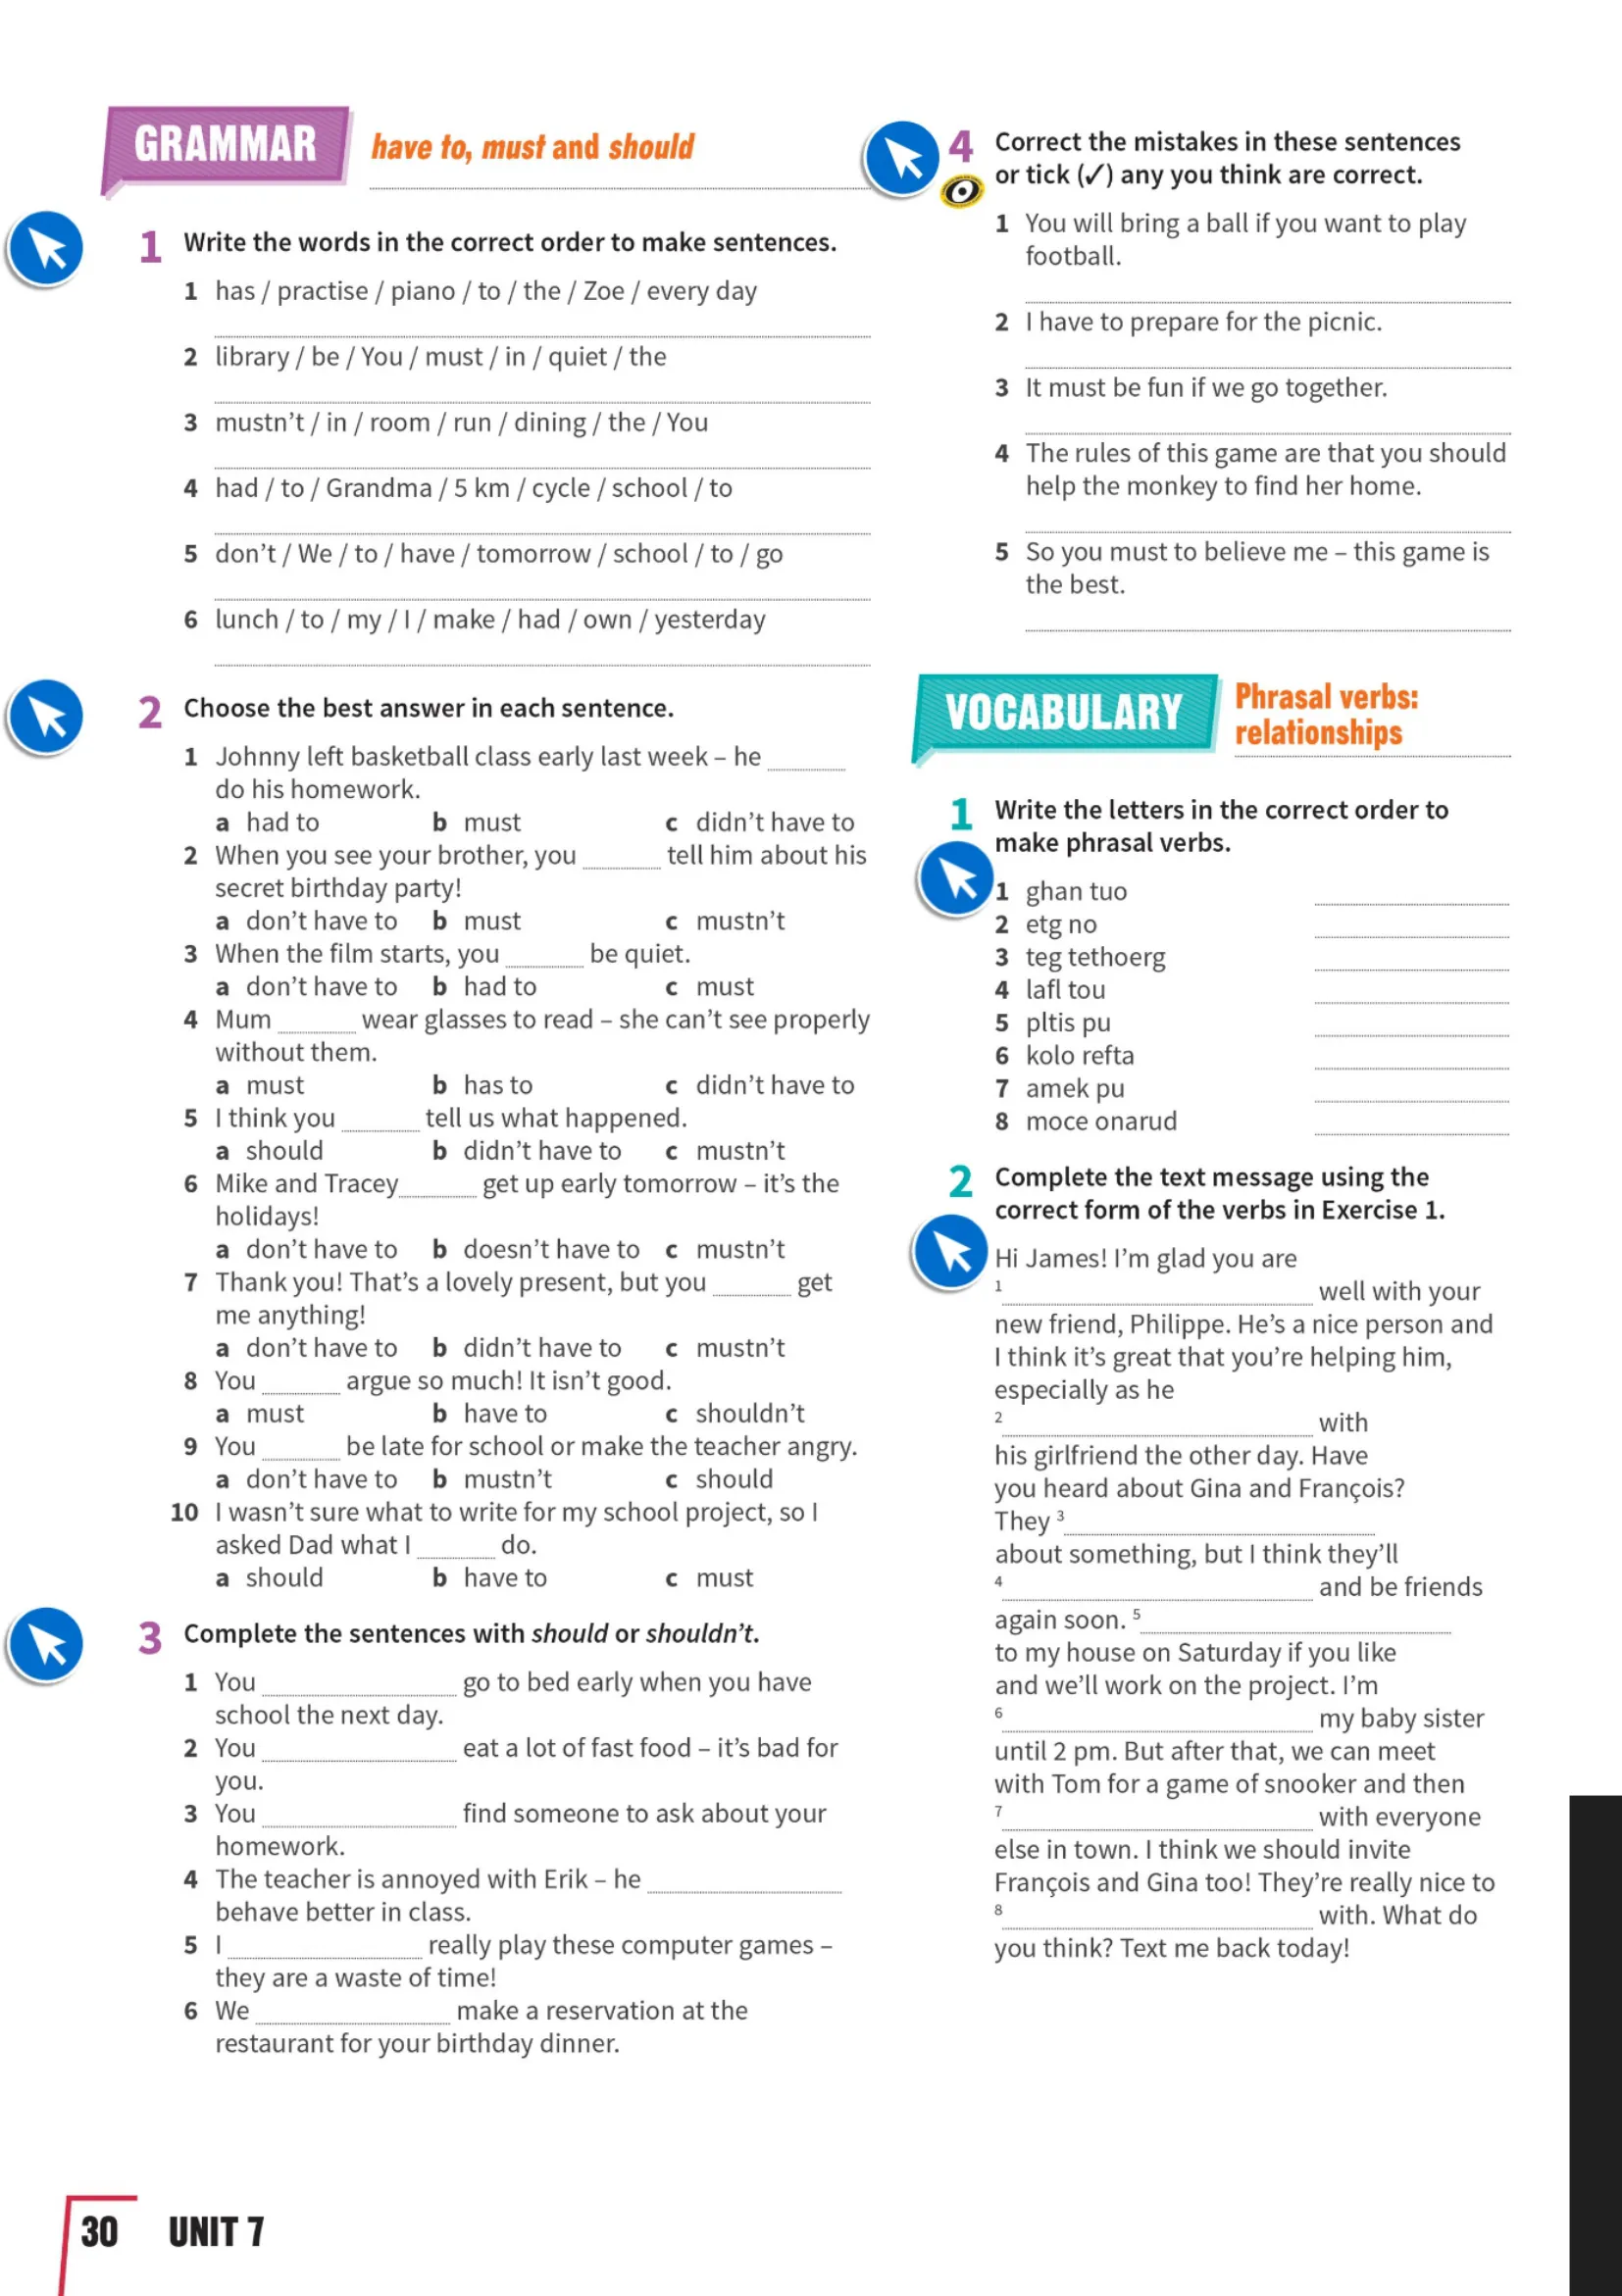 GRAMMAR
have to, must and should
1 Write the words in the correct order to make sentences.
1 has / practise / piano / to / the / Zoe / every day
2 library / be / You / must / in / quiet / the
3 mustn't / in / room / run / dining / the / You
4 had / to / Grandma / 5 km / cycle / school / to
5 don't / We / to / have / tomorrow / school / to / go
6 lunch / to / my / I / make / had / own / yesterday
2 Choose the best answer in each sentence.
1 Johnny left basketball class early last week – he
do his homework.
a had to b must c didn't have to
2 When you see your brother, you tell him about his
secret birthday party!
a don't have to b must c mustn't
3 When the film starts, you be quiet.
a don't have to b had to c must
4 Mum wear glasses to read – she can't see properly
without them.
a must b has to c didn't have to
5 I think you tell us what happened.
a should b didn't have to c mustn't
6 Mike and Tracey get up early tomorrow – it's the
holidays!
a don't have to b doesn't have to c mustn't
7 Thank you! That's a lovely present, but you get
me anything!
a don't have to b didn't have to c mustn't
8 You argue so much! It isn't good.
a must b have to c shouldn't
9 You be late for school or make the teacher angry.
a don't have to b mustn't c should
10 I wasn't sure what to write for my school project, so I
asked Dad what I do.
a should b have to c must
3 Complete the sentences with should or shouldn't.
1 You go to bed early when you have
school the next day.
2 You eat a lot of fast food – it's bad for
you.
3 You find someone to ask about your
homework.
4 The teacher is annoyed with Erik – he
behave better in class.
5 I really play these computer games –
they are a waste of time!
6 We make a reservation at the
restaurant for your birthday dinner.
4 Correct the mistakes in these sentences
or tick (✓) any you think are correct.
1 You will bring a ball if you want to play
football.
2 I have to prepare for the picnic.
3 It must be fun if we go together.
4 The rules of this game are that you should
help the monkey to find her home.
5 So you must to believe me – this game is
the best.
VOCABULARY
Phrasal verbs:
relationships
1 Write the letters in the correct order to
make phrasal verbs.
1 ghan tuo
2 etg no
3 teg tethoerg
4 lafl tou
5 pltis pu
6 kolo refta
7 amek pu
8 moce onarud
2 Complete the text message using the
correct form of the verbs in Exercise 1.
Hi James! I'm glad you are
1 well with your
new friend, Philippe. He's a nice person and
I think it's great that you're helping him,
especially as he
2 with
his girlfriend the other day. Have
you heard about Gina and François?
They 3
about something, but I think they'll
4 and be friends
again soon. 5
to my house on Saturday if you like
and we'll work on the project. I'm
6 my baby sister
until 2 pm. But after that, we can meet
with Tom for a game of snooker and then
7 with everyone
else in town. I think we should invite
François and Gina too! They're really nice to
8 with. What do
you think? Text me back today!
30 UNIT 7